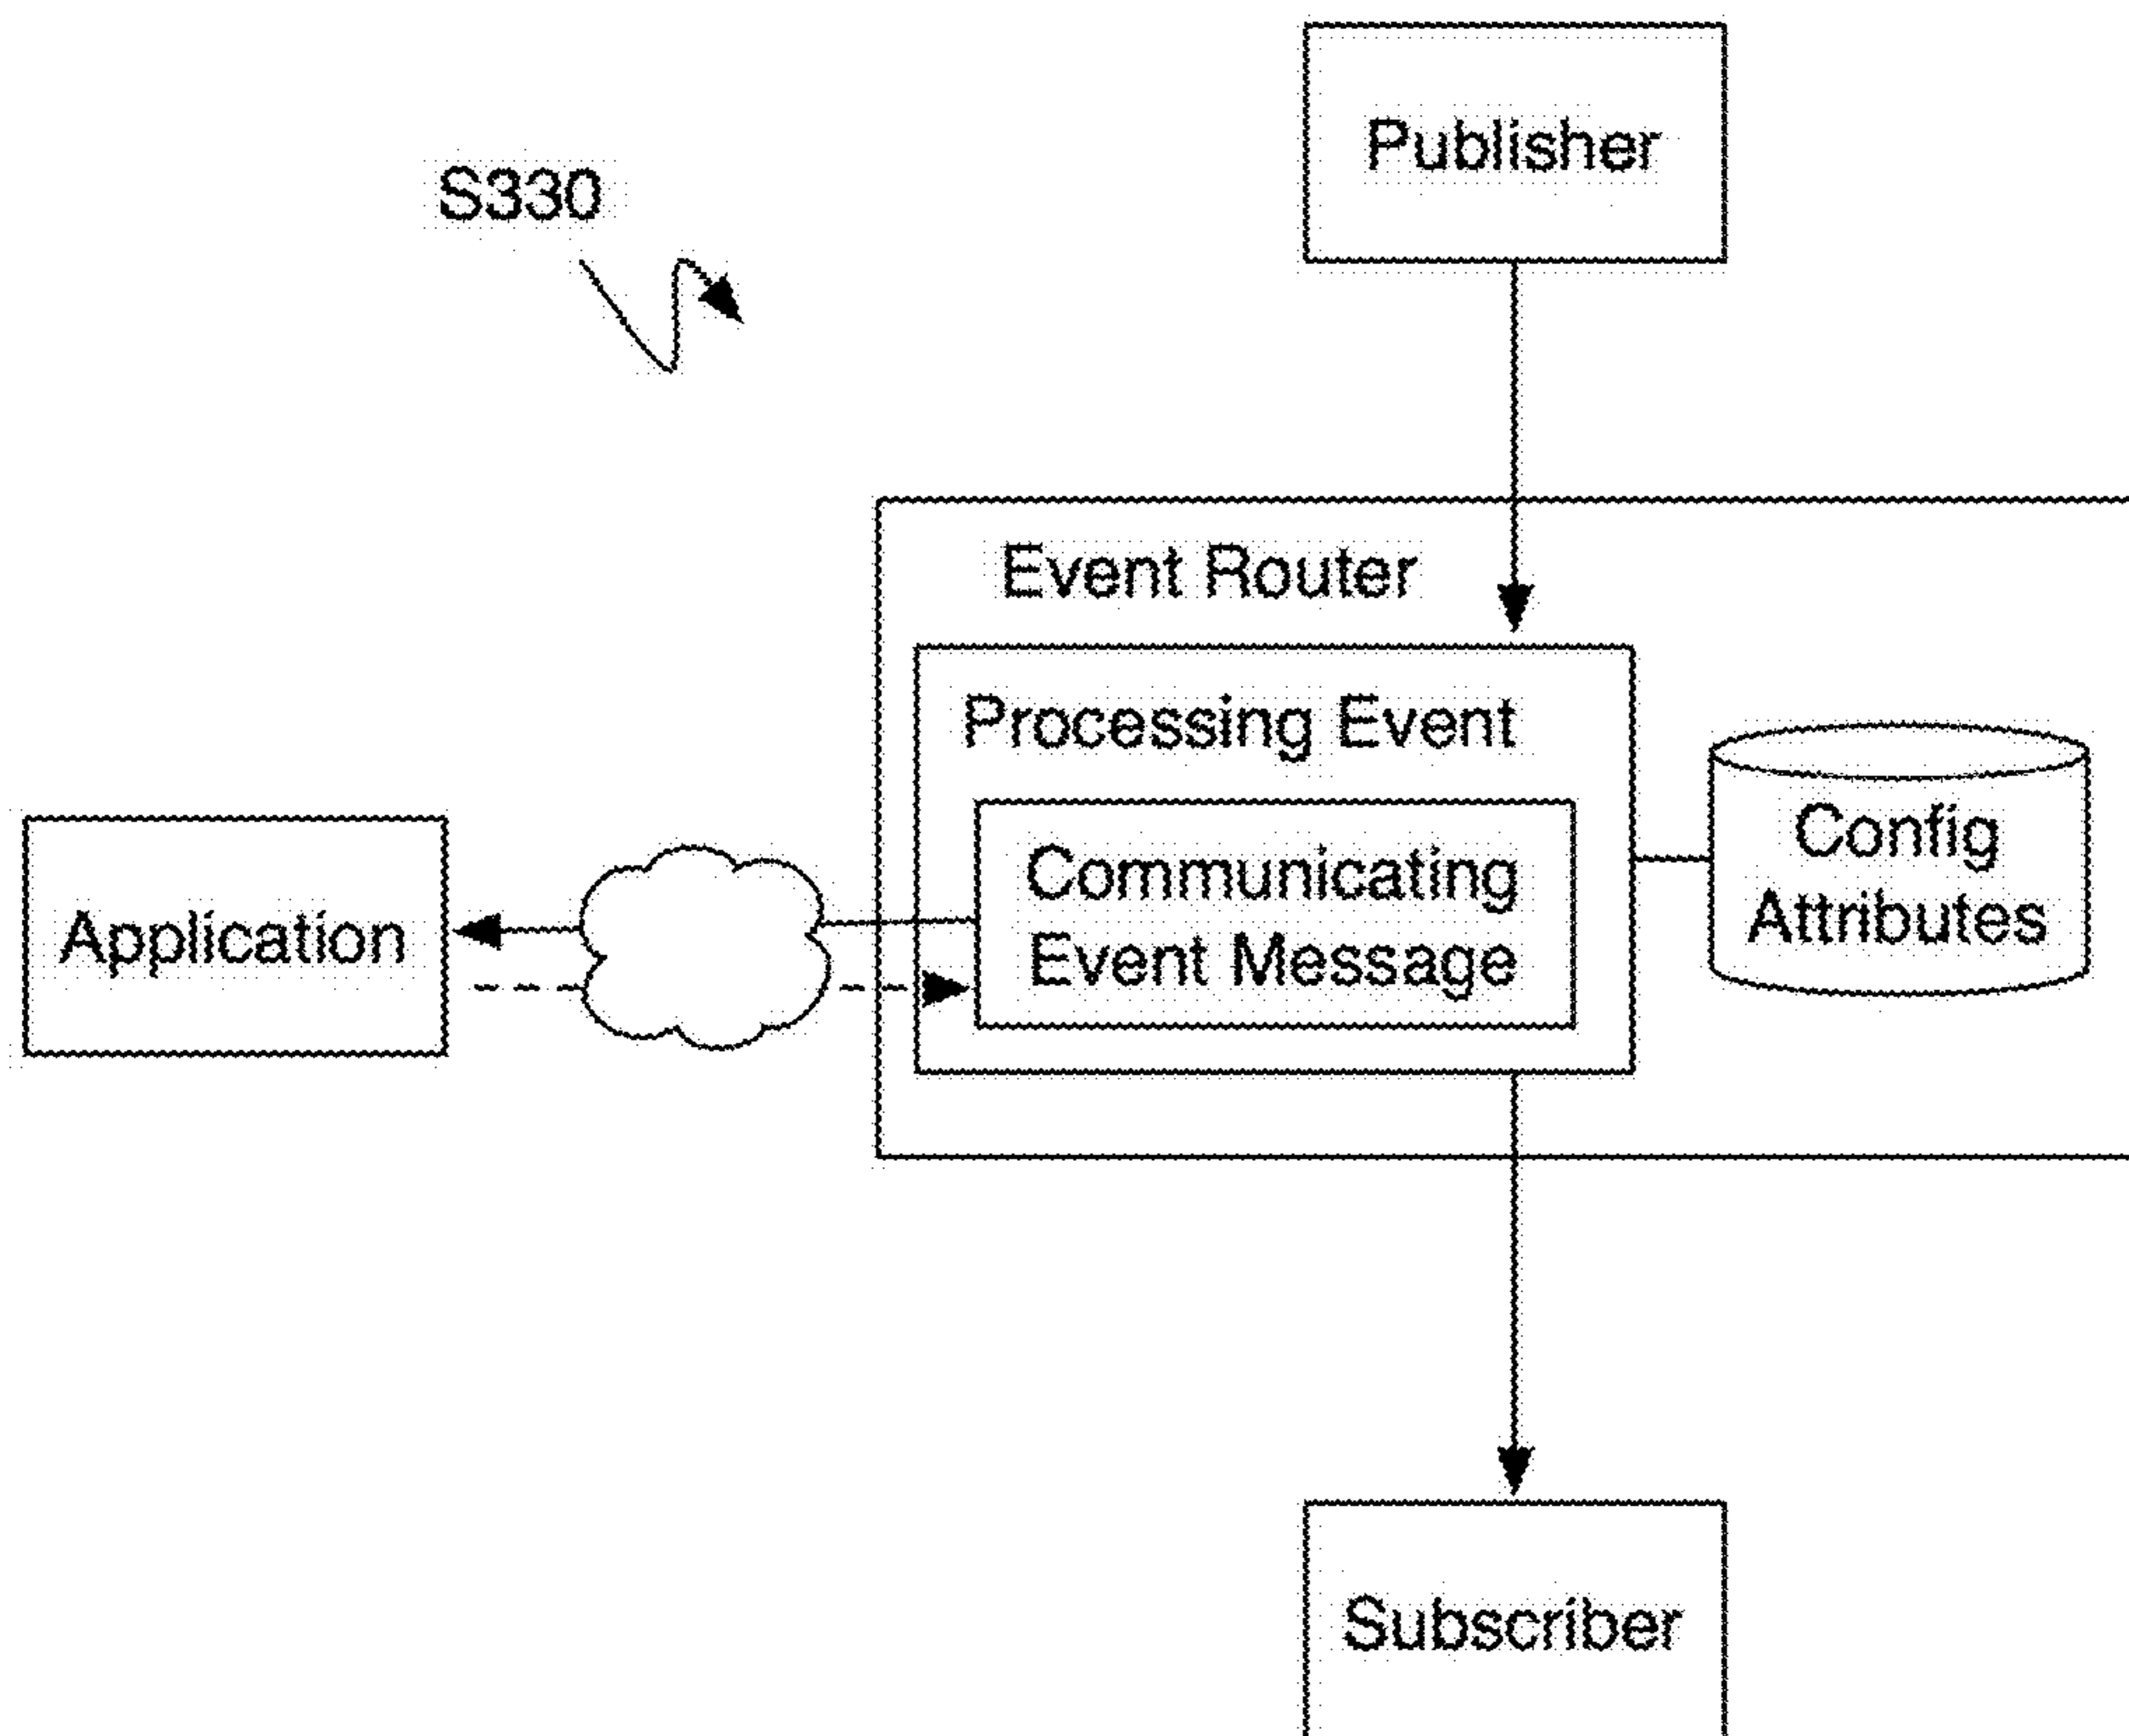 Publisher
S330
Event Router
Processing Event
Config
Attributes
Communicating
Event Message
Application
Subscriber